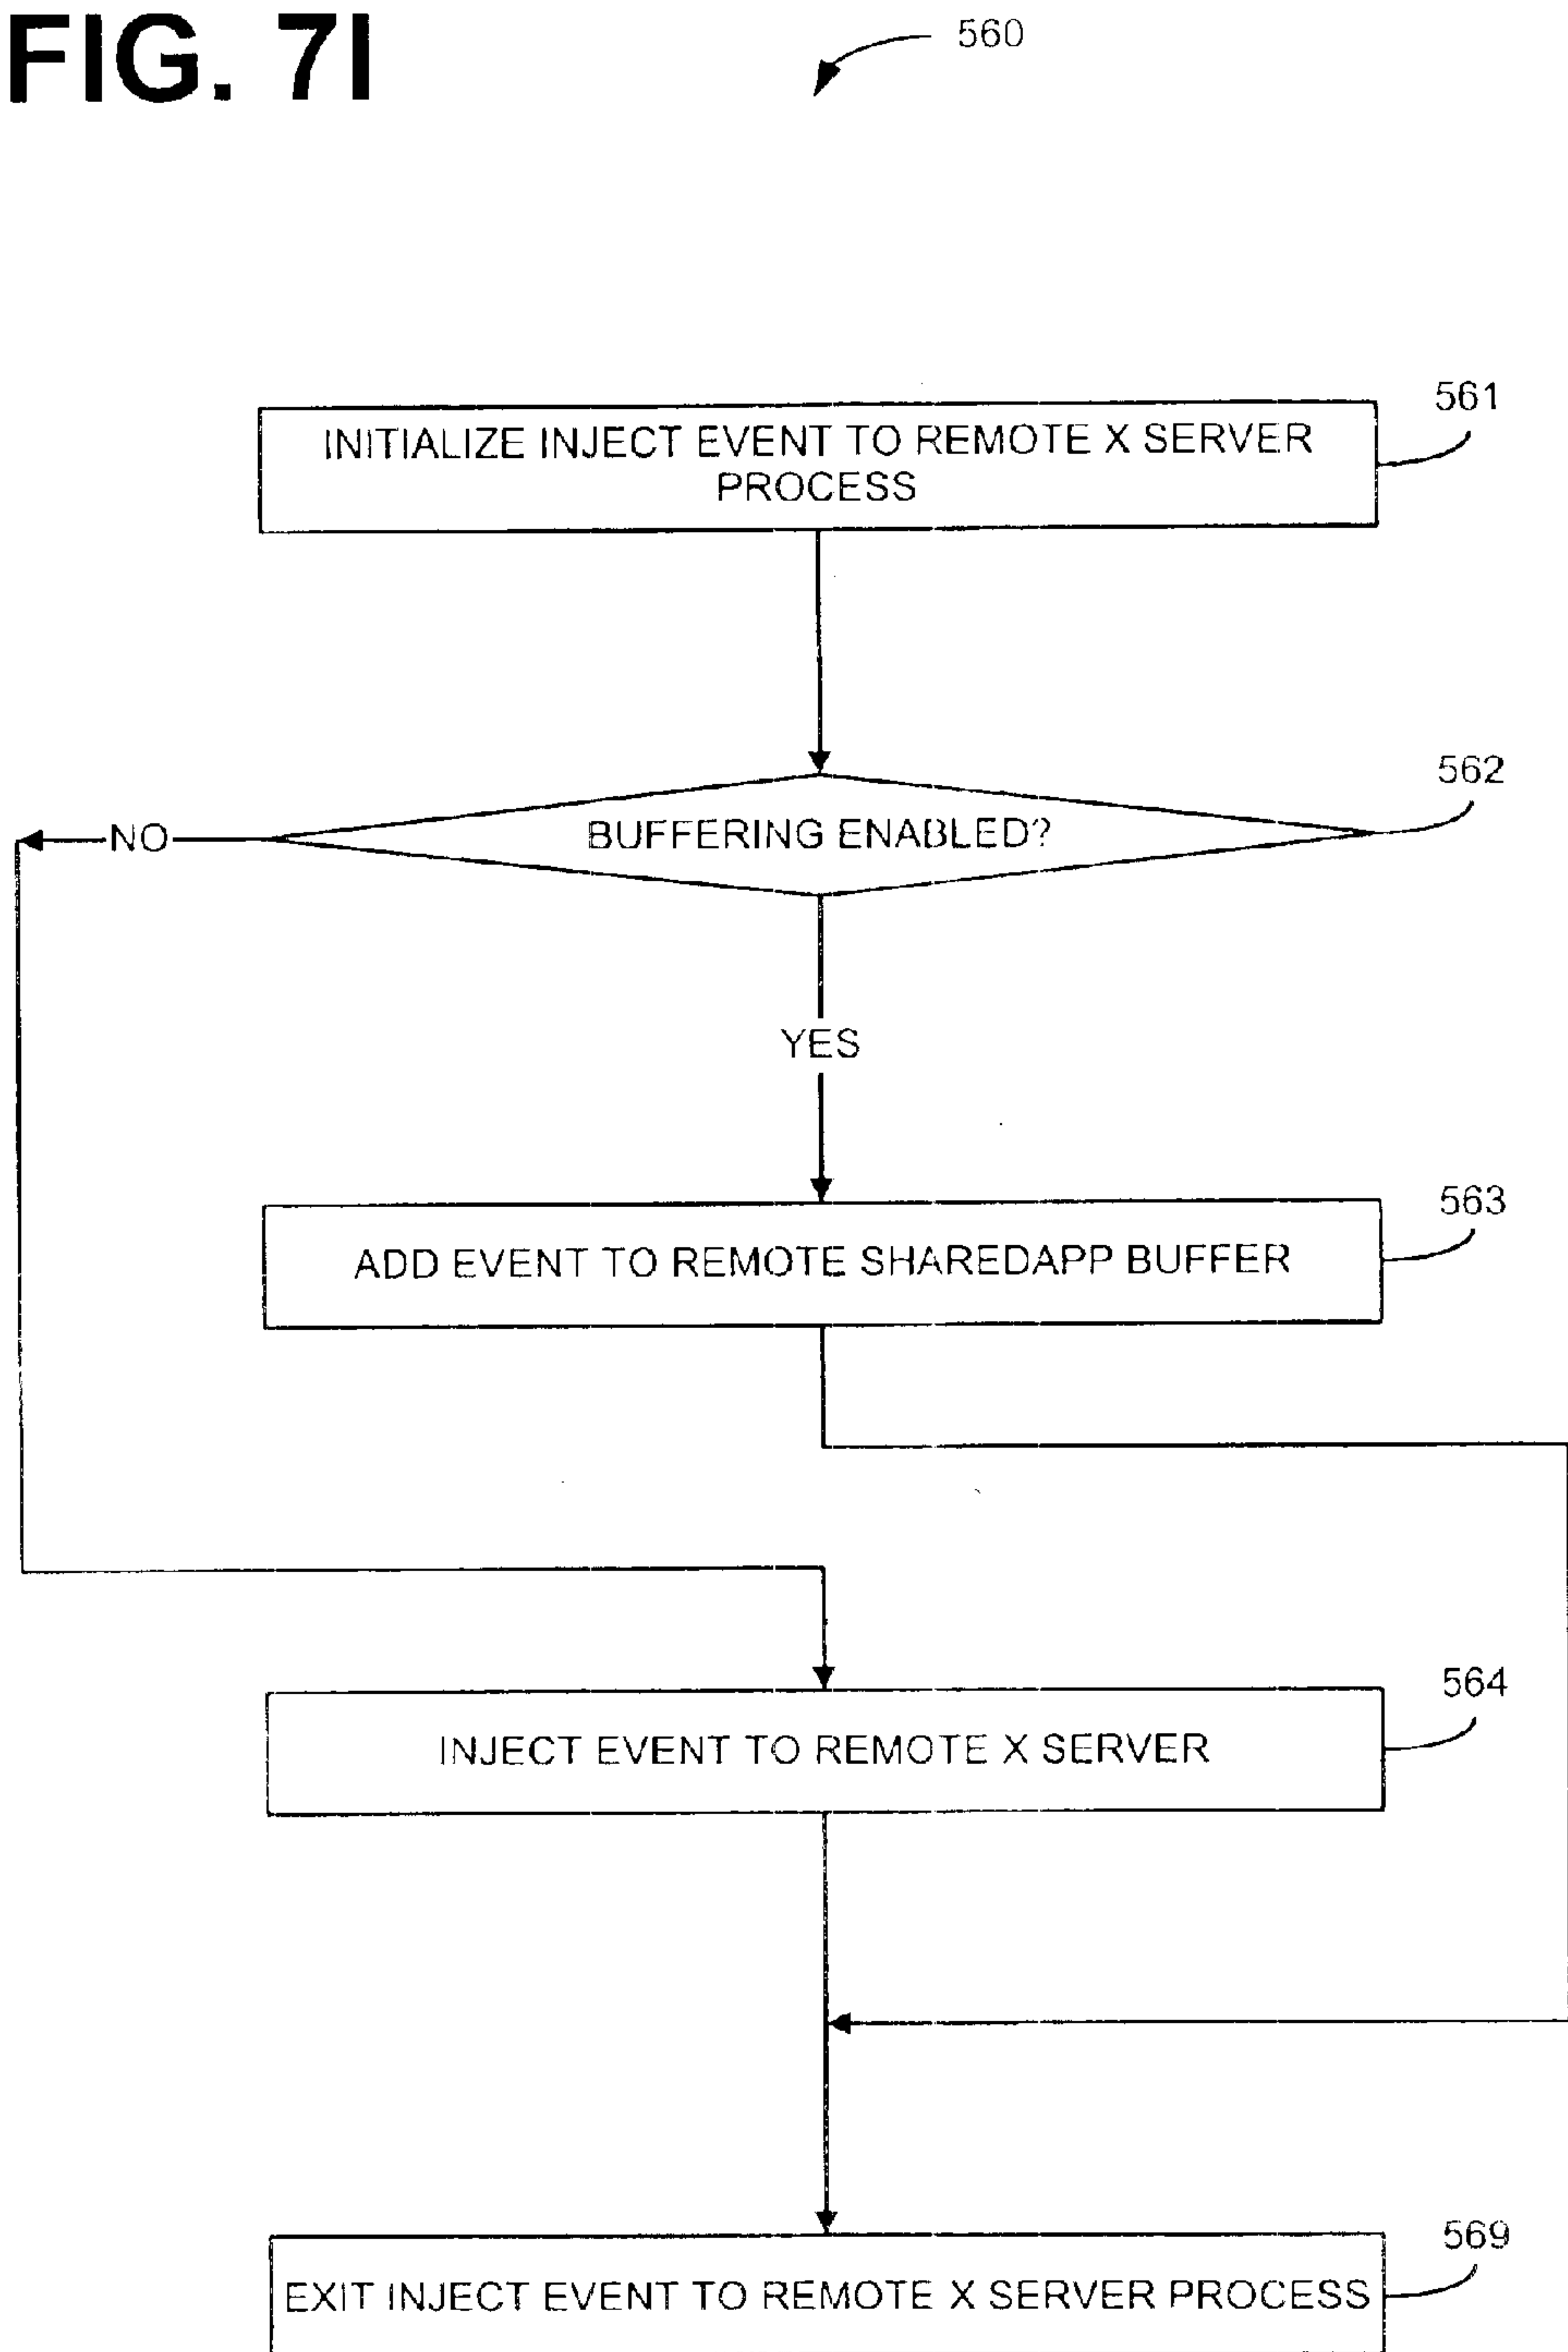 FIG. 7I
560
561
INITIALIZE INJECT EVENT TO REMOTE X SERVER
PROCESS
562
NO
BUFFERING ENABLED?
YES
563
ADD EVENT TO REMOTE SHAREDAPP BUFFER
564
INJECT EVENT TO REMOTE X SERVER
569
EXIT INJECT EVENT TO REMOTE X SERVER PROCESS